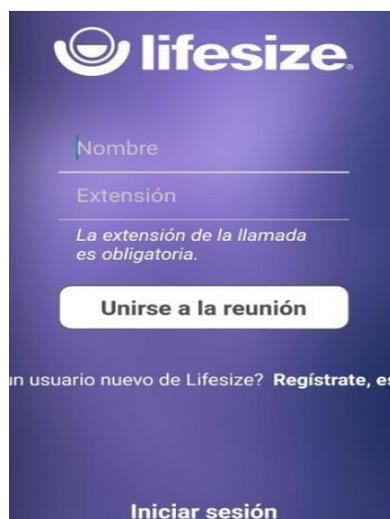 lifesize
Nombre
Extensión
La extensión de la llamada
es obligatoria.
Unirse a la reunión
un usuario nuevo de Lifesize? Regístrate, es
Iniciar sesión